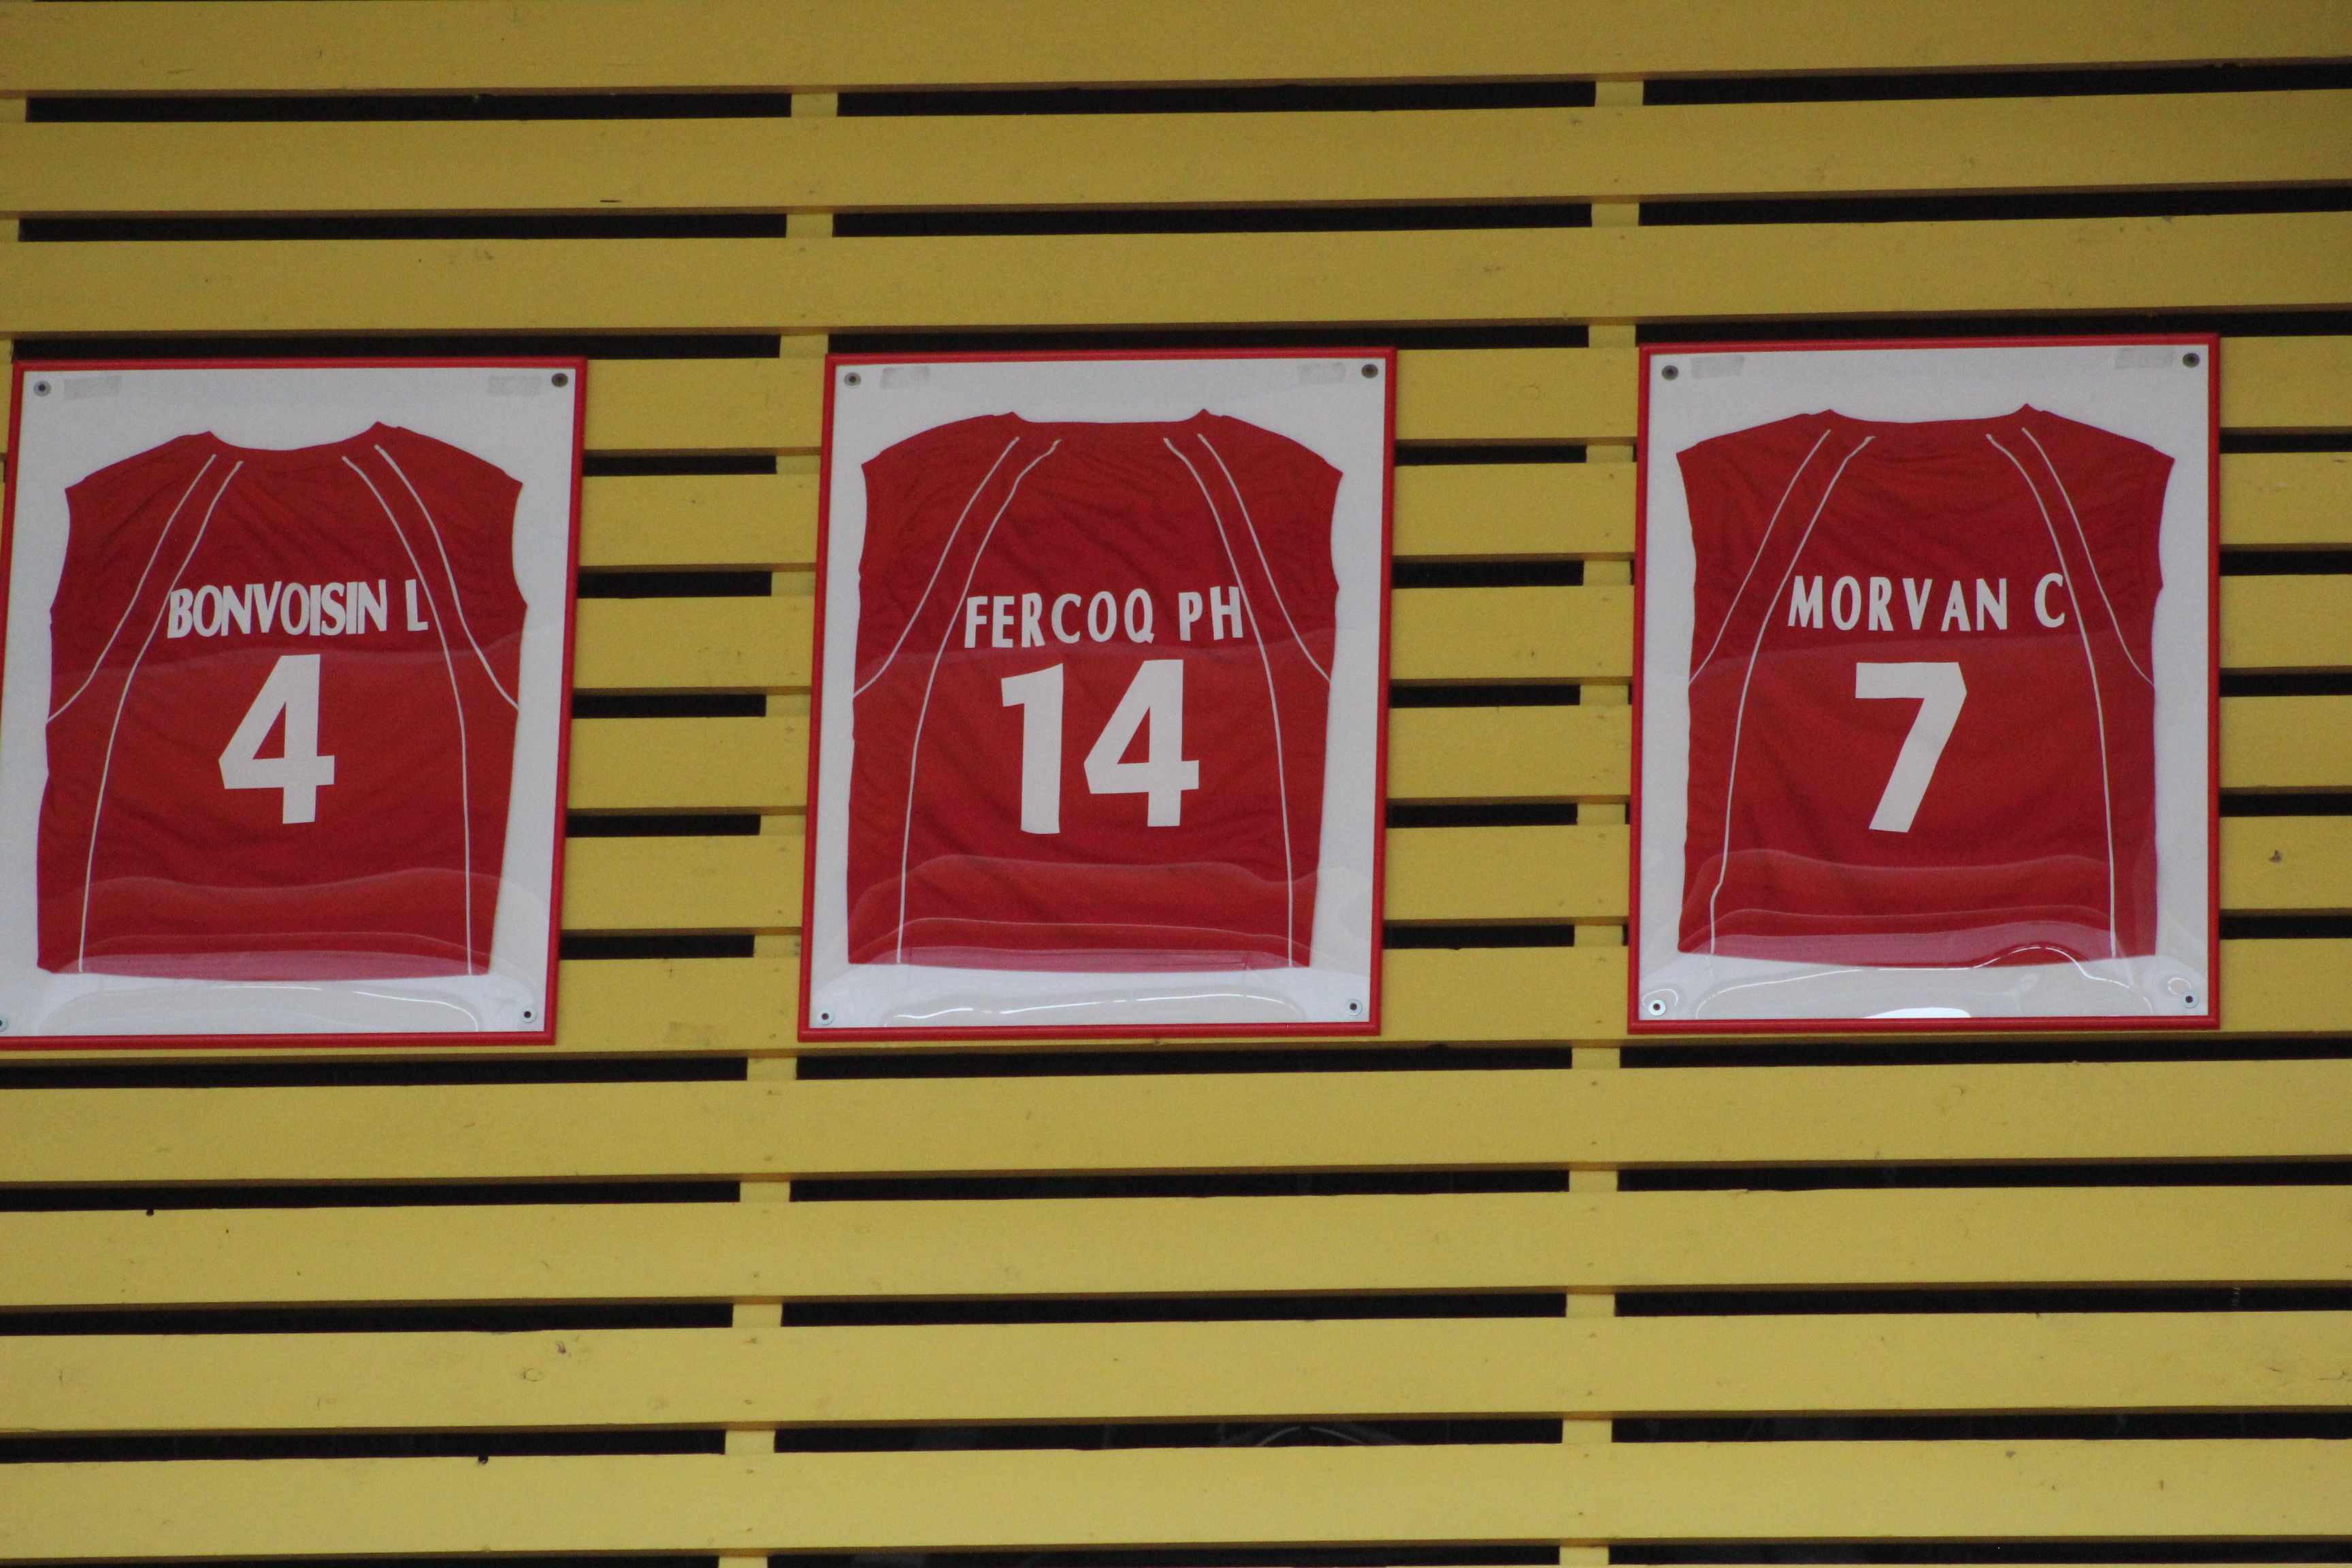 BONVOISIN L
4
FERCOQ PH
14
MORVAN C
7